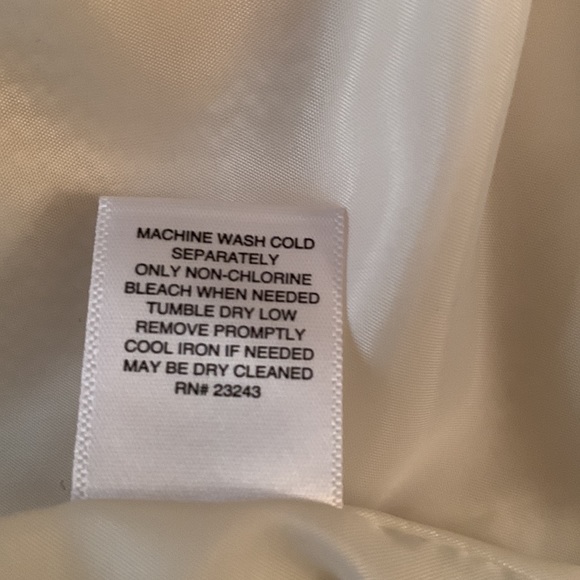 MACHINE WASH COLD
SEPARATELY
ONLY NON-CHLORINE
BLEACH WHEN NEEDED
TUMBLE DRY LOW
REMOVE PROMPTLY
COOL IRON IF NEEDED
MAY BE DRY CLEANED
RN# 23243